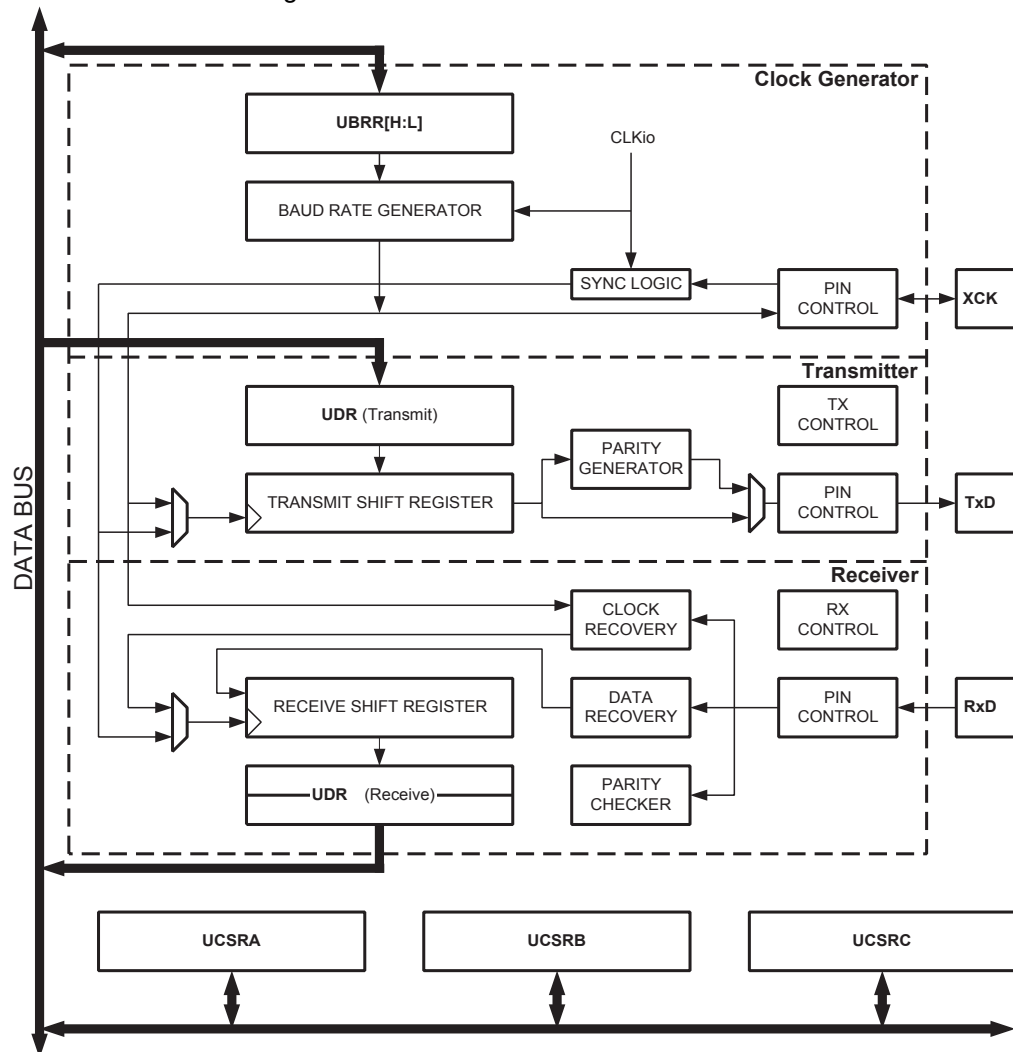 Clock Generator
UBRR[H:L]
CLKio
BAUD RATE GENERATOR
SYNC LOGIC
PIN
CONTROL
XCK
Transmitter
UDR (Transmit)
TX
CONTROL
PARITY
GENERATOR
TRANSMIT SHIFT REGISTER
PIN
CONTROL
TxD
DATA BUS
Receiver
CLOCK
RECOVERY
RX
CONTROL
RECEIVE SHIFT REGISTER
DATA
RECOVERY
PIN
CONTROL
RxD
UDR (Receive)
PARITY
CHECKER
UCSRA
UCSRB
UCSRC